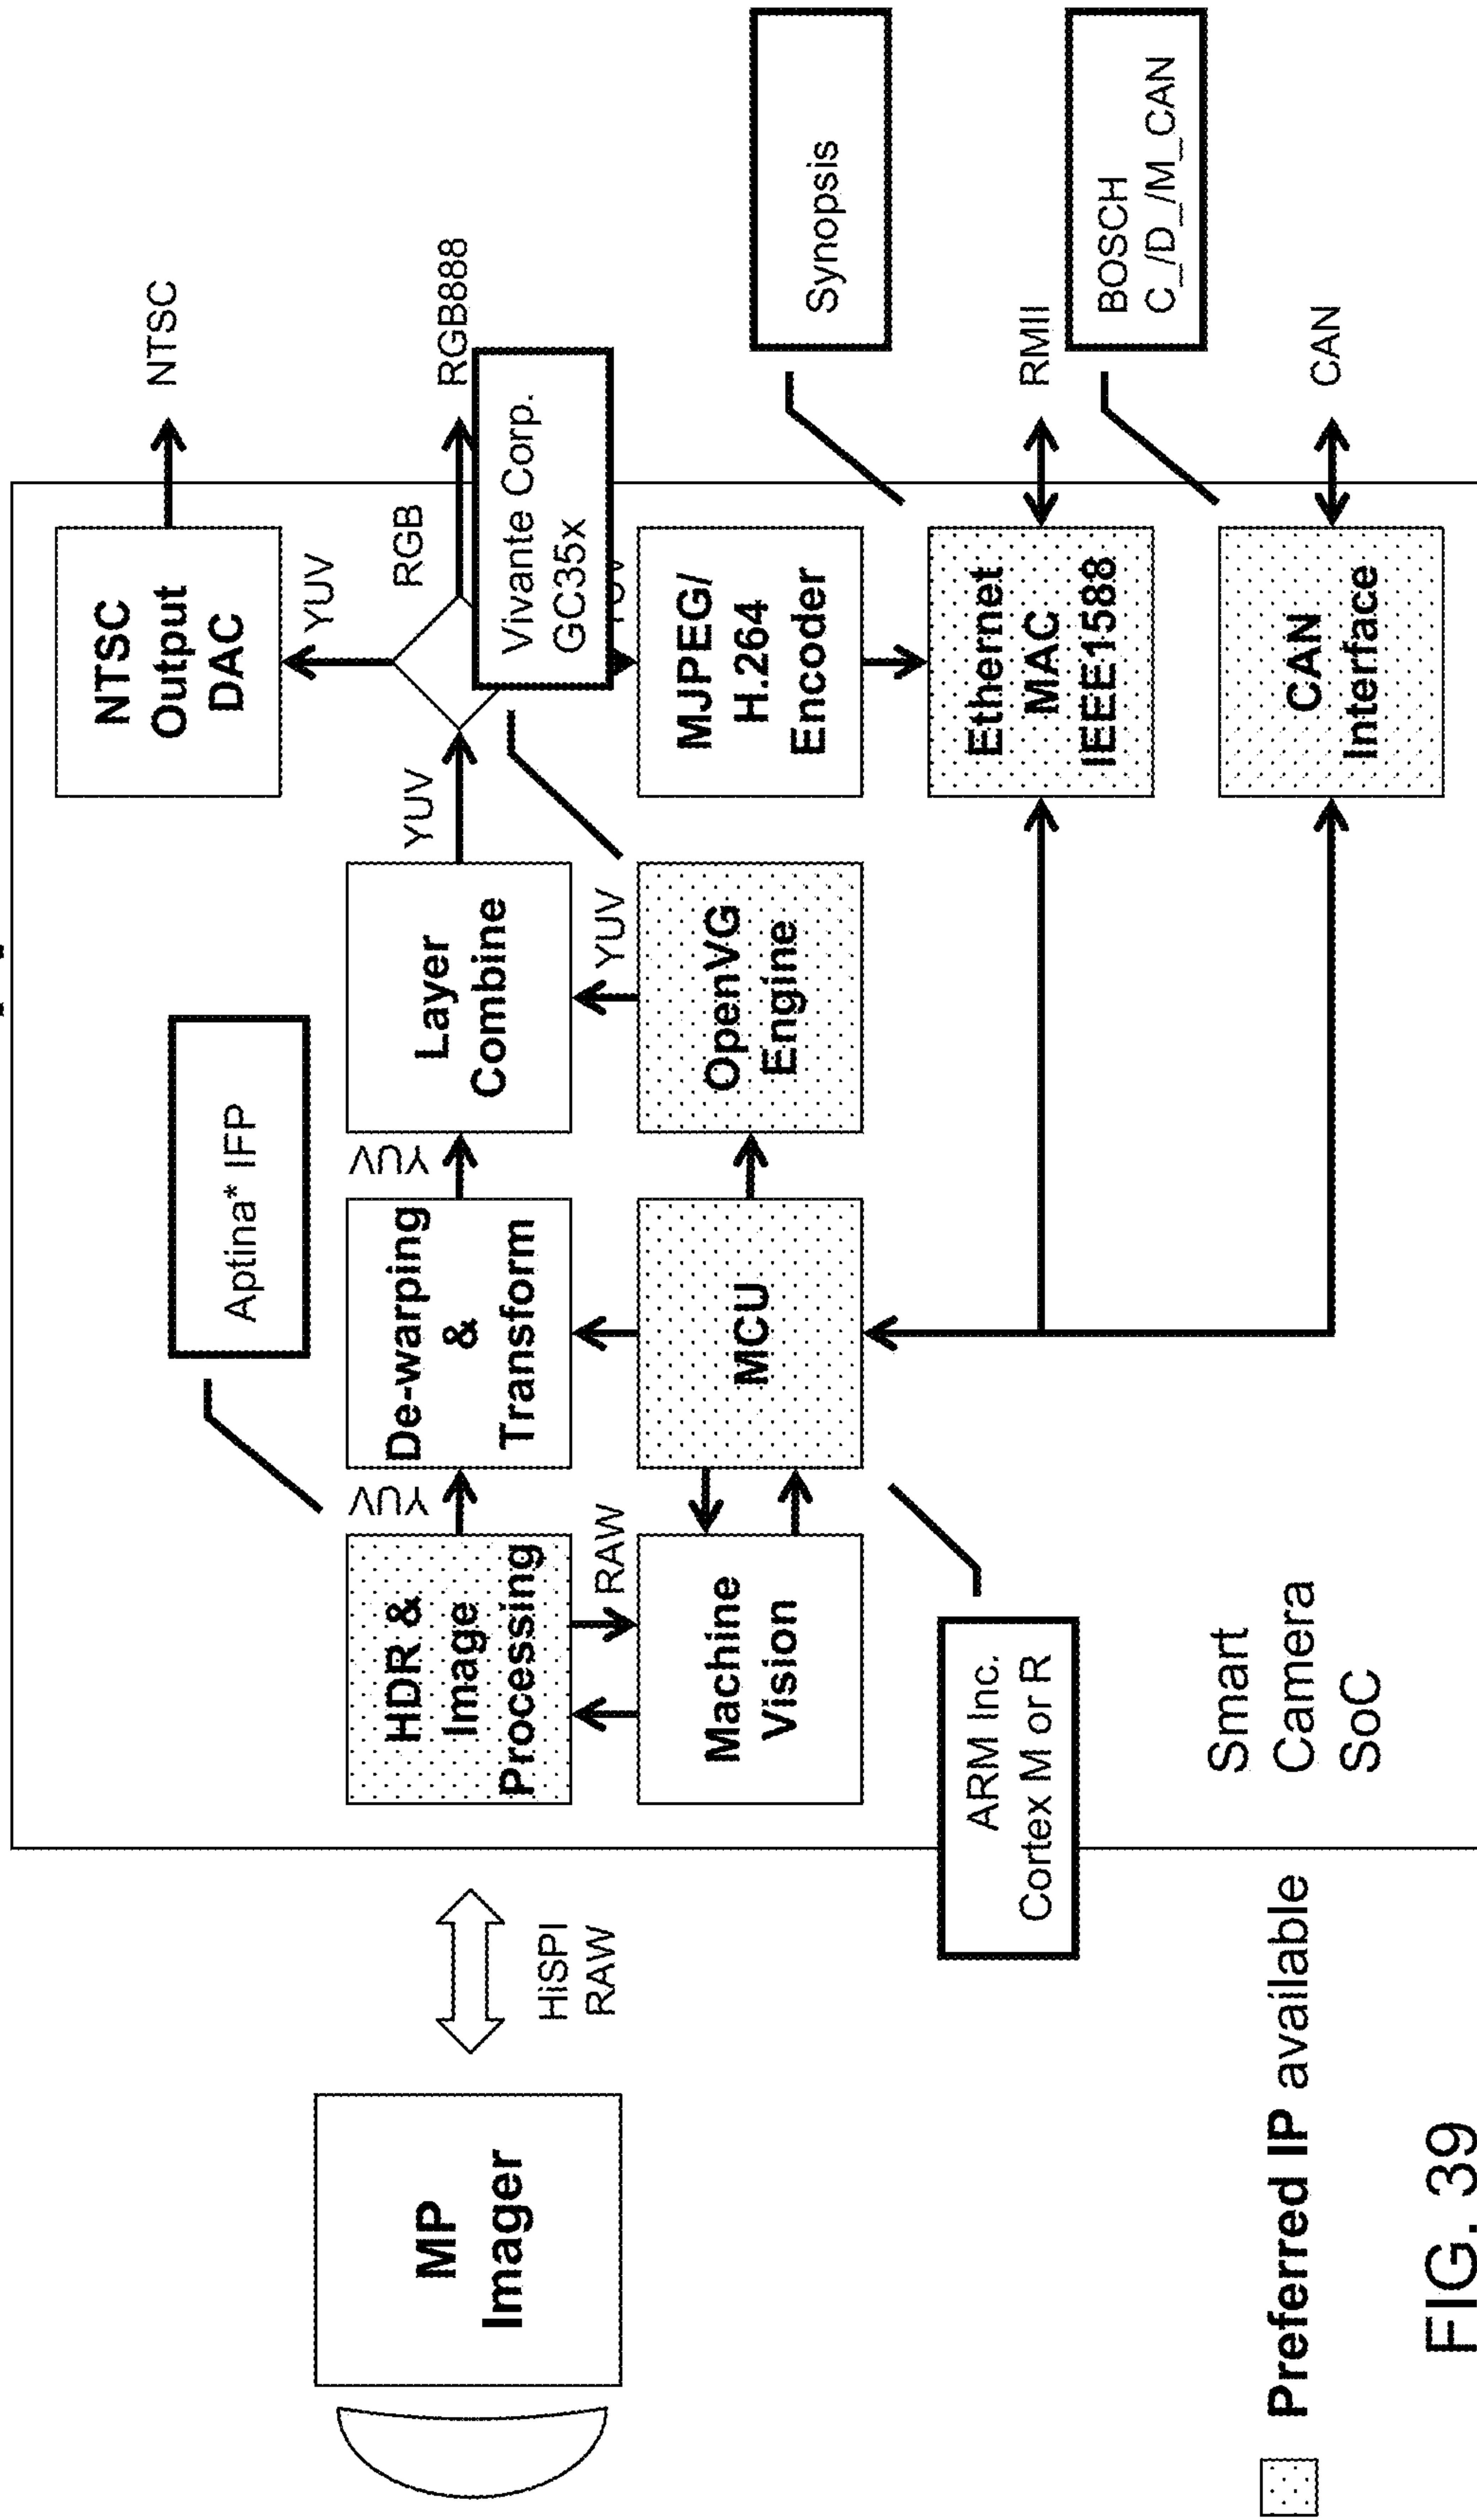 NTSC
Output
DAC
NTSC
YUV
RGB
RGB888
Aptina* IFP
HDR &
Image
Processing
YUV
De-warping
&
Transform
YUV
Layer
Combine
YUV
Vivante Corp.
GC35x
MP
Imager
HiSPI
RAW
RAW
YUV
Machine
Vision
MCU
OpenVG
Engine
MJPEG/
H.264
Encoder
Synopsis
ARM Inc.
Cortex M or R
Ethernet
MAC
IEEE1588
RMII
BOSCH
C_/D_/M_CAN
CAN
Interface
CAN
Smart
Camera
SoC
Preferred IP available
FIG. 39